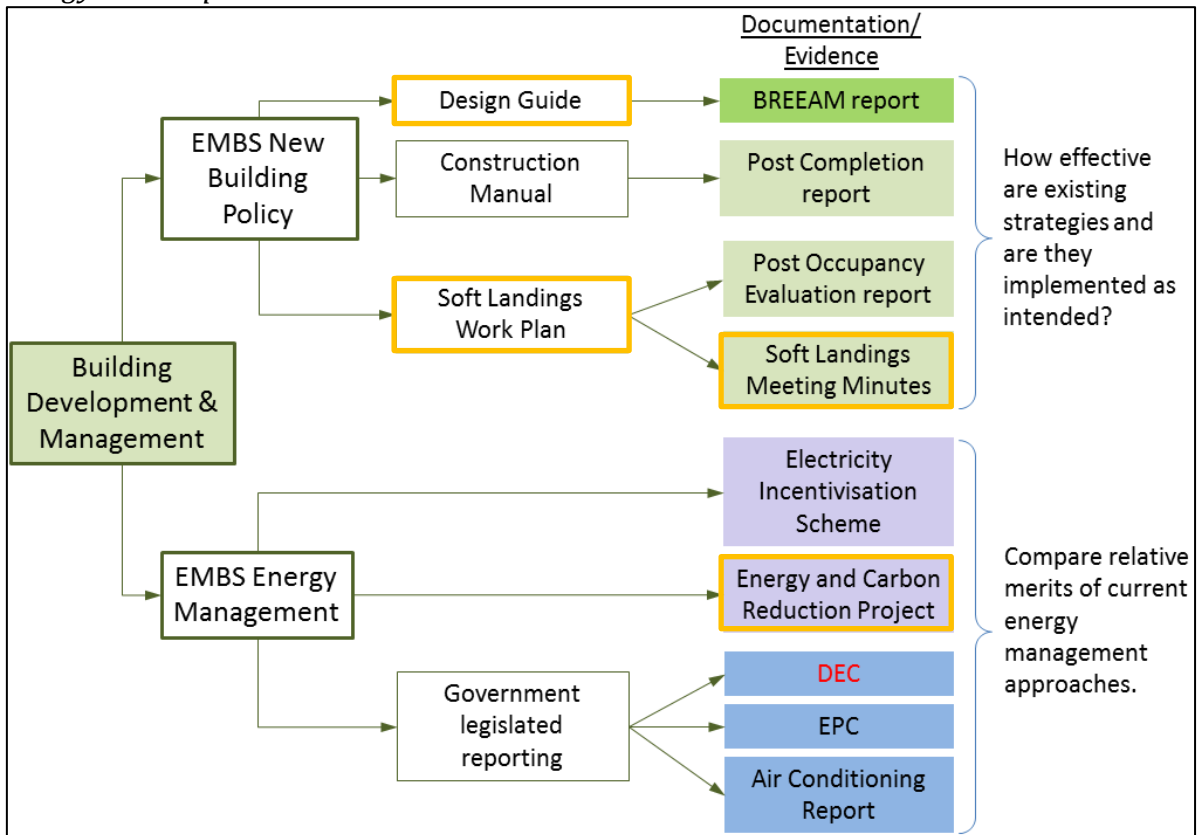 Documentation/
Evidence
Design Guide
BREEAM report
EMBS New
Building
Policy
Construction
Manual
Post Completion
report
How effective
are existing
strategies and
are they
implemented as
intended?
Soft Landings
Work Plan
Post Occupancy
Evaluation report
Soft Landings
Meeting Minutes
Building
Development &
Management
Electricity
Incentivisation
Scheme
EMBS Energy
Management
Energy and Carbon
Reduction Project
Compare relative
merits of current
energy
management
approaches.
Government
legislated
reporting
DEC
EPC
Air Conditioning
Report